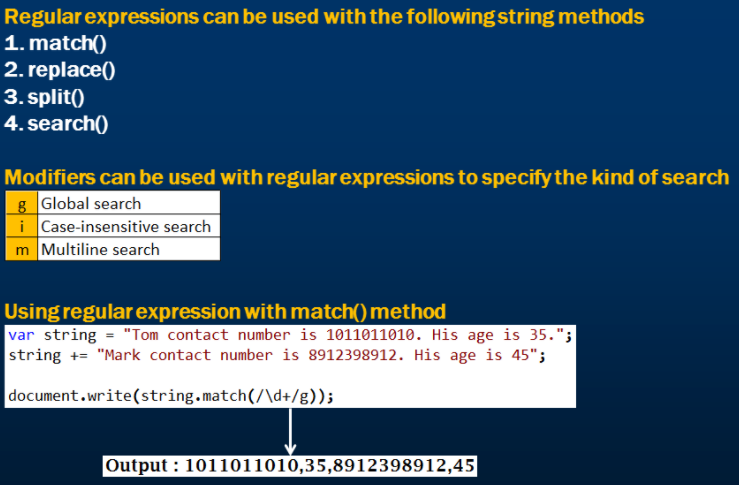 Regular expressions can be used with the following string methods
1. match()
2. replace()
3. split()
4. search()
Modifiers can be used with regular expressions to specify the kind of search
g Global search
i Case-insensitive search
m Multiline search
Using regular expression with match() method
var string = "Tom contact number is 1011011010. His age is 35.";
string += "Mark contact number is 8912398912. His age is 45";
document.write(string.match(/\d+/g));
Output : 1011011010,35,8912398912,45